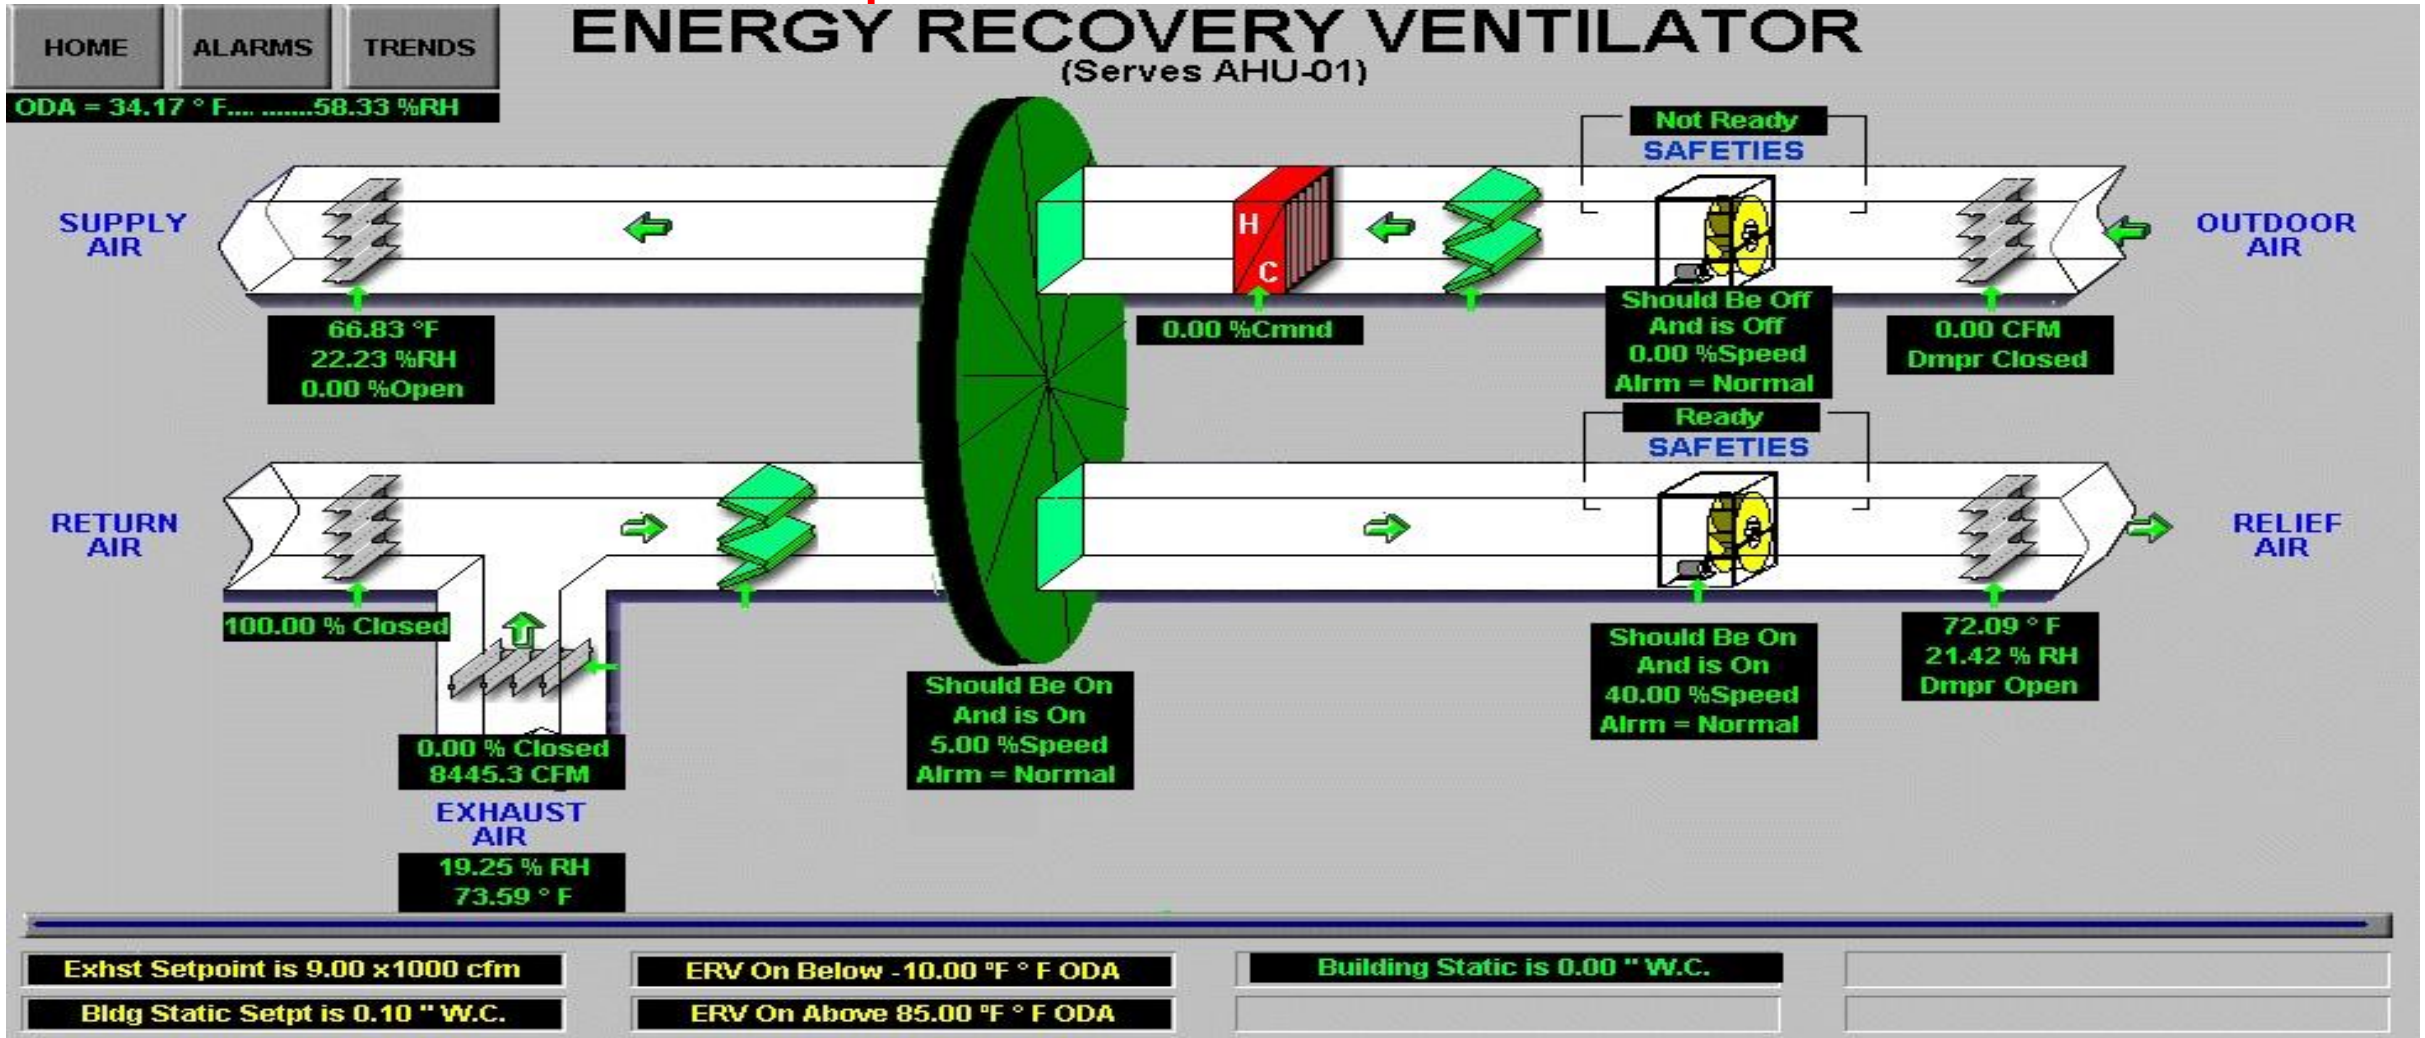 HOME
ALARMS
TRENDS
ENERGY RECOVERY VENTILATOR
(Serves AHU-01)
ODA = 34.17 ° F.... .......58.33 %RH
Not Ready
SAFETIES
SUPPLY
AIR
H
C
OUTDOOR
AIR
66.83 °F
22.23 %RH
0.00 %Open
0.00 %Cmnd
Should Be Off
And is Off
0.00 %Speed
Alrm = Normal
0.00 CFM
Dmpr Closed
Ready
SAFETIES
RETURN
AIR
RELIEF
AIR
100.00 % Closed
Should Be On
And is On
5.00 %Speed
Alrm = Normal
Should Be On
And is On
40.00 %Speed
Alrm = Normal
72.09 ° F
21.42 % RH
Dmpr Open
0.00 % Closed
8445.3 CFM
EXHAUST
AIR
19.25 % RH
73.59 ° F
Exhst Setpoint is 9.00 x1000 cfm
ERV On Below -10.00 ºF ° F ODA
Building Static is 0.00 " W.C.
Bldg Static Setpt is 0.10 " W.C.
ERV On Above 85.00 ºF ° F ODA